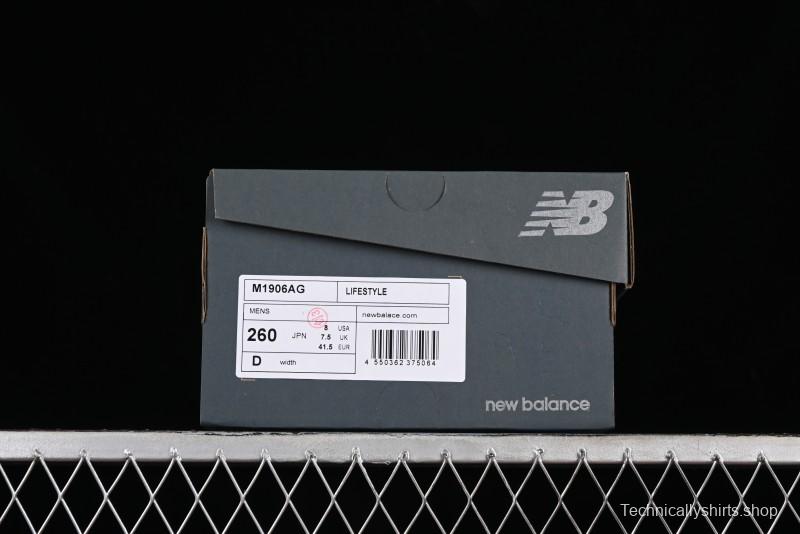 NB
M1906AG
LIFESTYLE
MENS
newbalace.com
260 JPN
8 USA
7.5 UK
41.5 EUR
D width
4 550362 375064
new balance
Technicallyshirts.shop